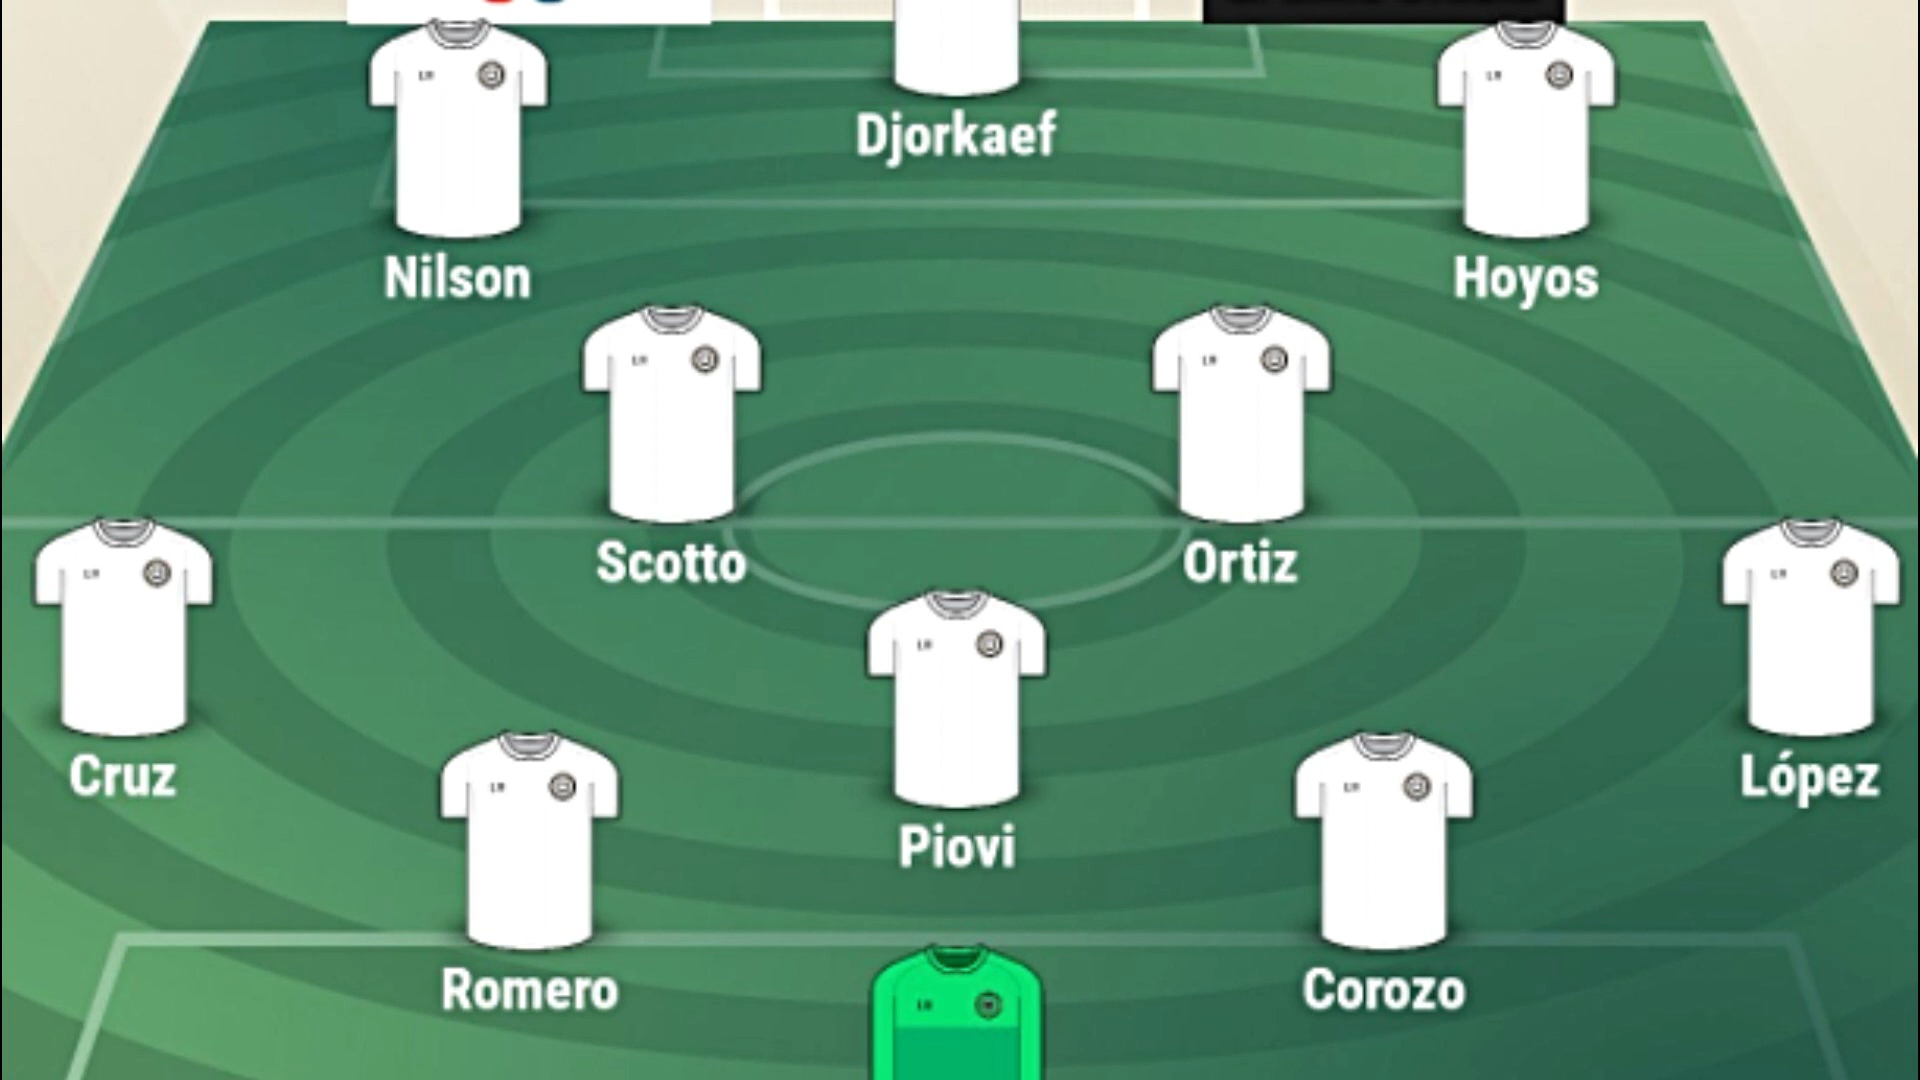 Djorkaef
Nilson
Hoyos
Scotto
Ortiz
Cruz
López
Piovi
Romero
Corozo